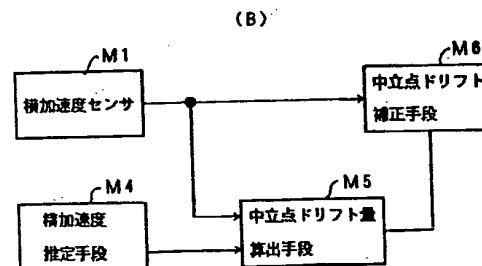 (B)
M1
横加速度センサ
M6
中立点ドリフト
補正手段
M4
横加速度
推定手段
M5
中立点ドリフト量
算出手段